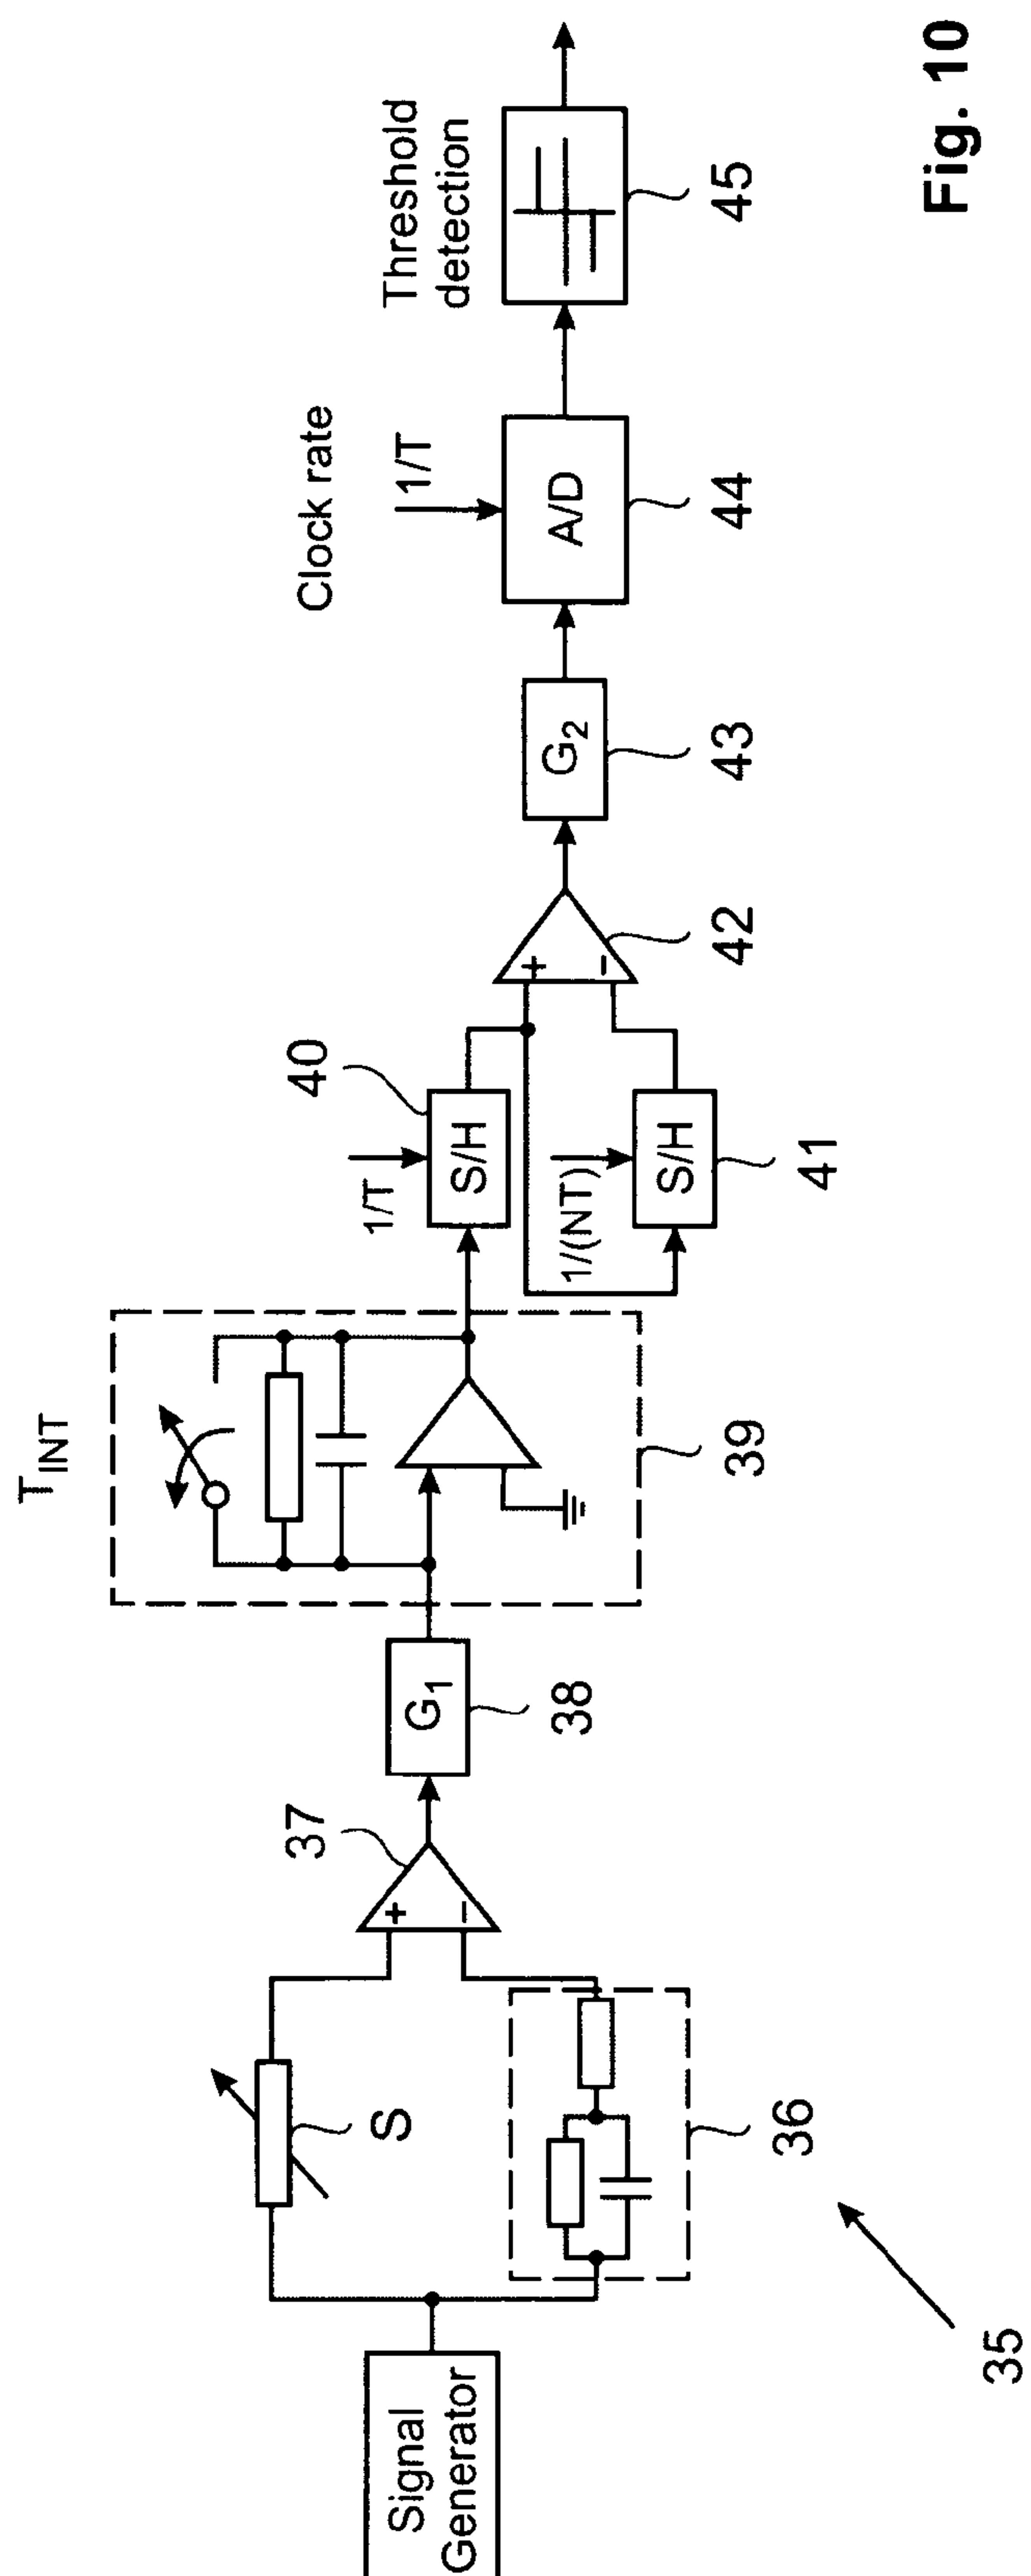 Signal
Generator
S
36
35
+
−
37
G1
38
TINT
39
1/T
S/H
40
1/(NT)
S/H
41
+
−
42
G2
43
Clock rate
1/T
A/D
44
Threshold
detection
45
Fig. 10